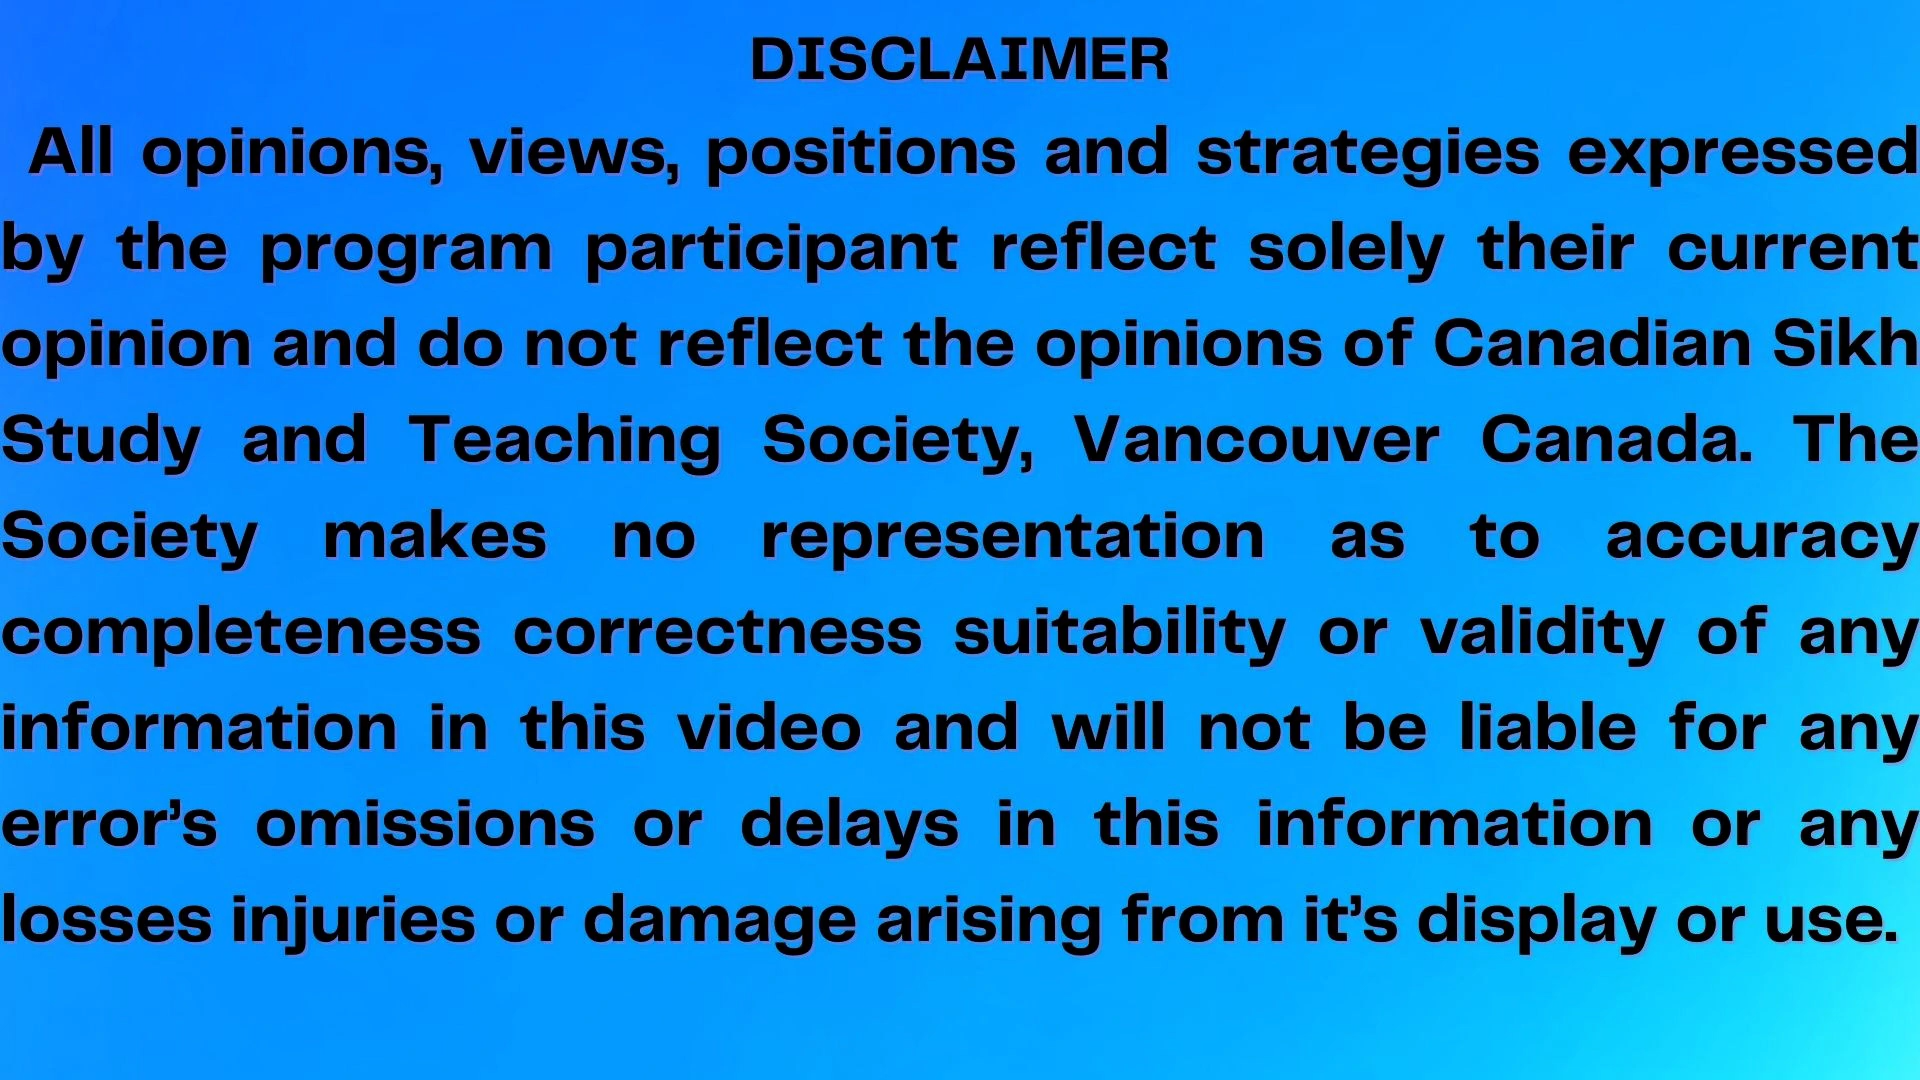 DISCLAIMER
All opinions, views, positions and strategies expressed
by the program participant reflect solely their current
opinion and do not reflect the opinions of Canadian Sikh
Study and Teaching Society, Vancouver Canada. The
Society makes no representation as to accuracy
completeness correctness suitability or validity of any
information in this video and will not be liable for any
error’s omissions or delays in this information or any
losses injuries or damage arising from it’s display or use.